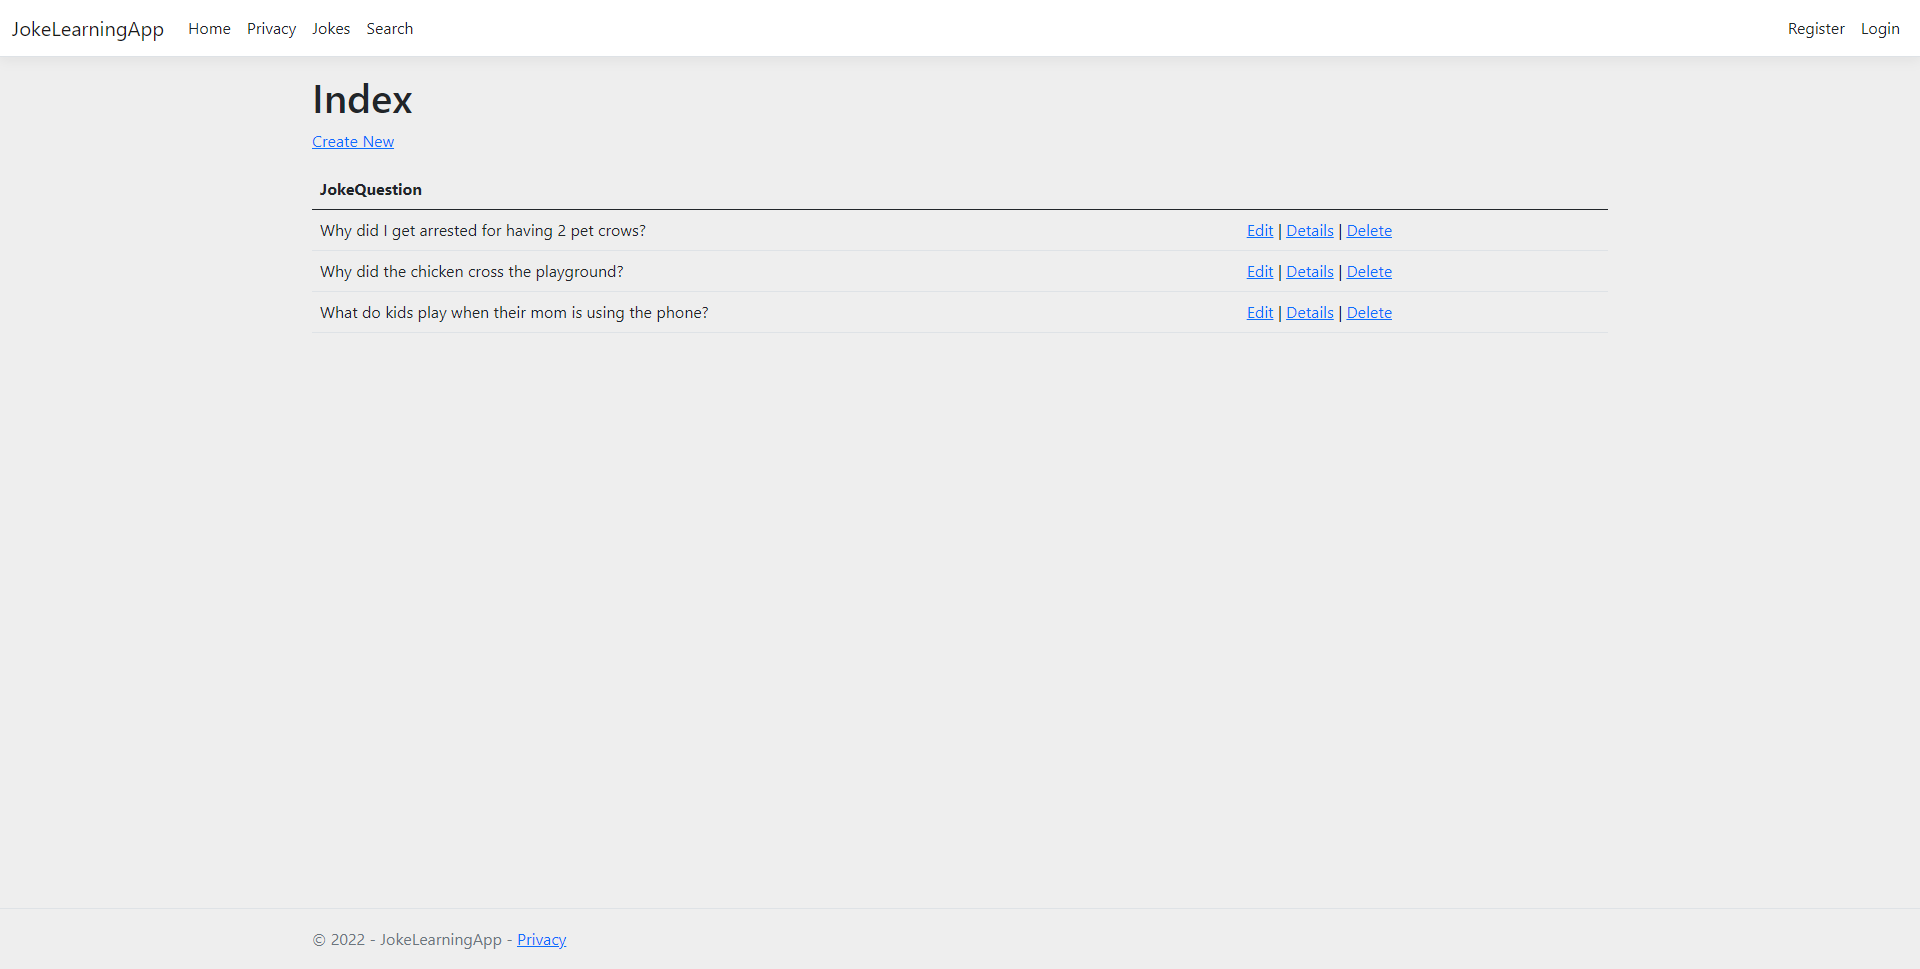 JokeLearningApp Home Privacy Jokes Search Register Login
Index
Create New
JokeQuestion
Why did I get arrested for having 2 pet crows? Edit | Details | Delete
Why did the chicken cross the playground? Edit | Details | Delete
What do kids play when their mom is using the phone? Edit | Details | Delete
© 2022 - JokeLearningApp - Privacy